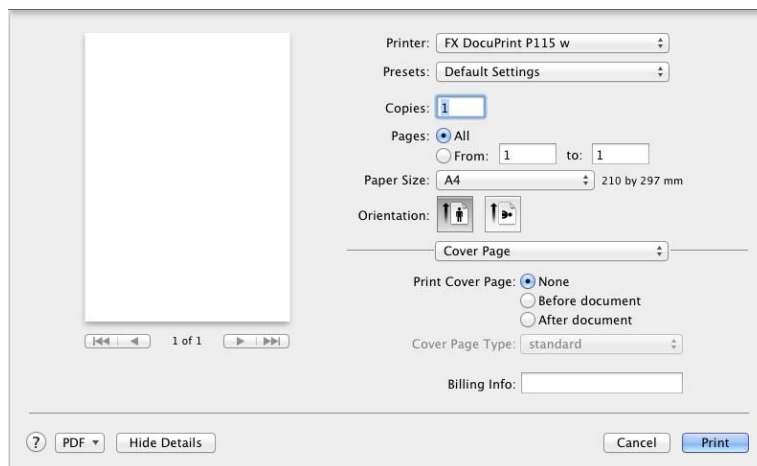 Printer: FX DocuPrint P115 w
Presets: Default Settings
Copies: 1
Pages: All
From: 1 to: 1
Paper Size: A4 210 by 297 mm
Orientation:
Cover Page
Print Cover Page: None
Before document
After document
1 of 1
Cover Page Type: standard
Billing Info:
? PDF Hide Details Cancel Print